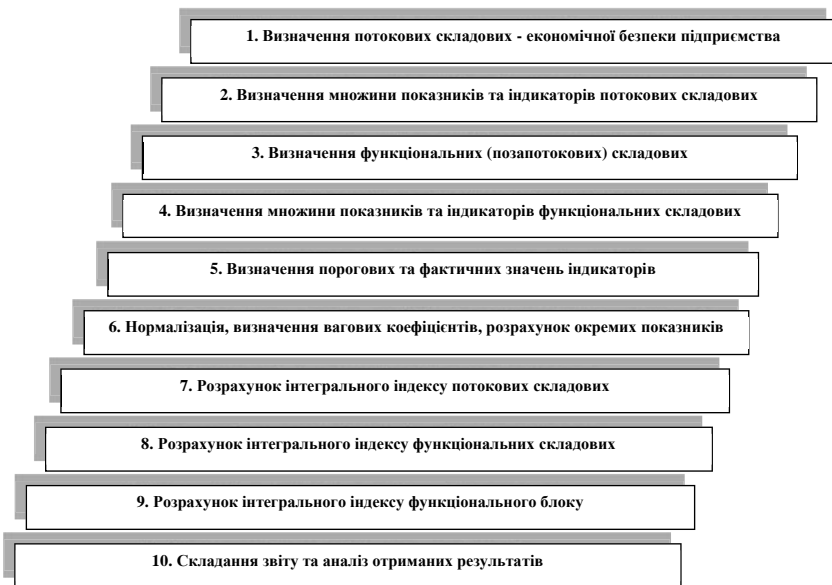 1. Визначення потокових складових - економічної безпеки підприємства
2. Визначення множини показників та індикаторів потокових складових
3. Визначення функціональних (позапотокових) складових
4. Визначення множини показників та індикаторів функціональних складових
5. Визначення порогових та фактичних значень індикаторів
6. Нормалізація, визначення вагових коефіцієнтів, розрахунок окремих показників
7. Розрахунок інтегрального індексу потокових складових
8. Розрахунок інтегрального індексу функціональних складових
9. Розрахунок інтегрального індексу функціонального блоку
10. Складання звіту та аналіз отриманих результатів